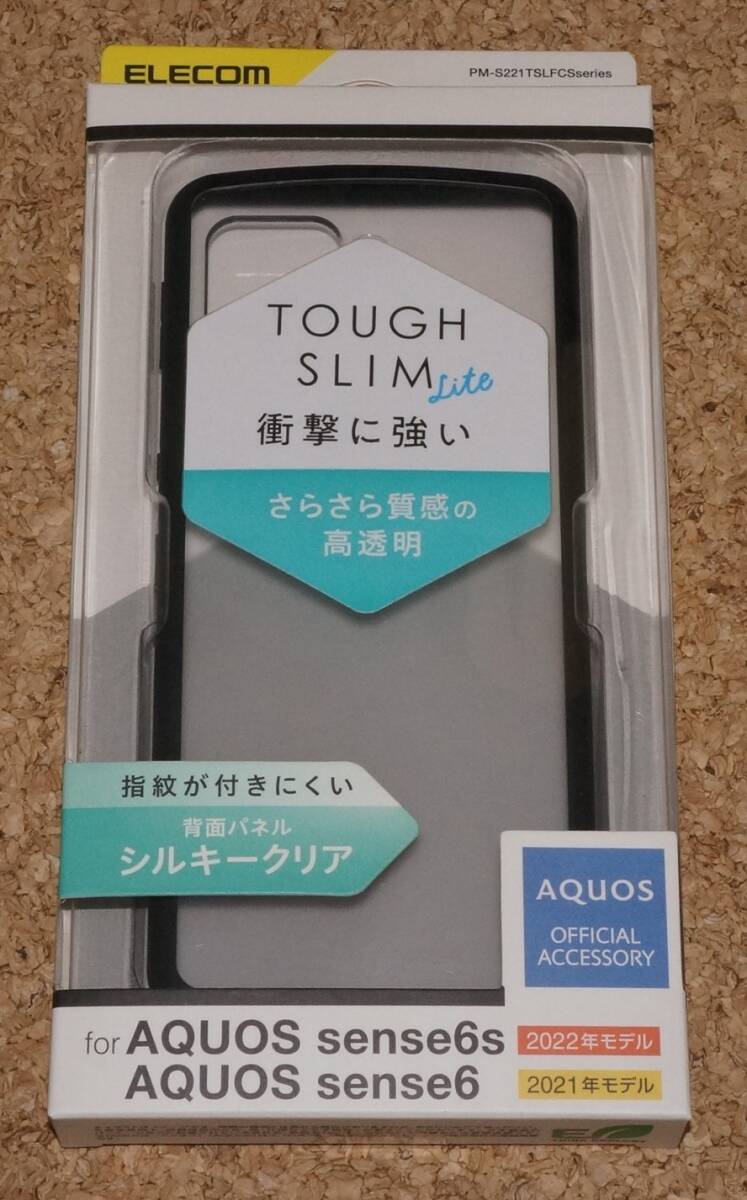 ELECOM
PM-S221TSLFCSseries
TOUGH
SLIM Lite
衝撃に強い
さらさら質感の
高透明
指紋が付きにくい
背面パネル
シルキークリア
AQUOS
OFFICIAL
ACCESSORY
for AQUOS sense6s 2022年モデル
AQUOS sense6 2021年モデル